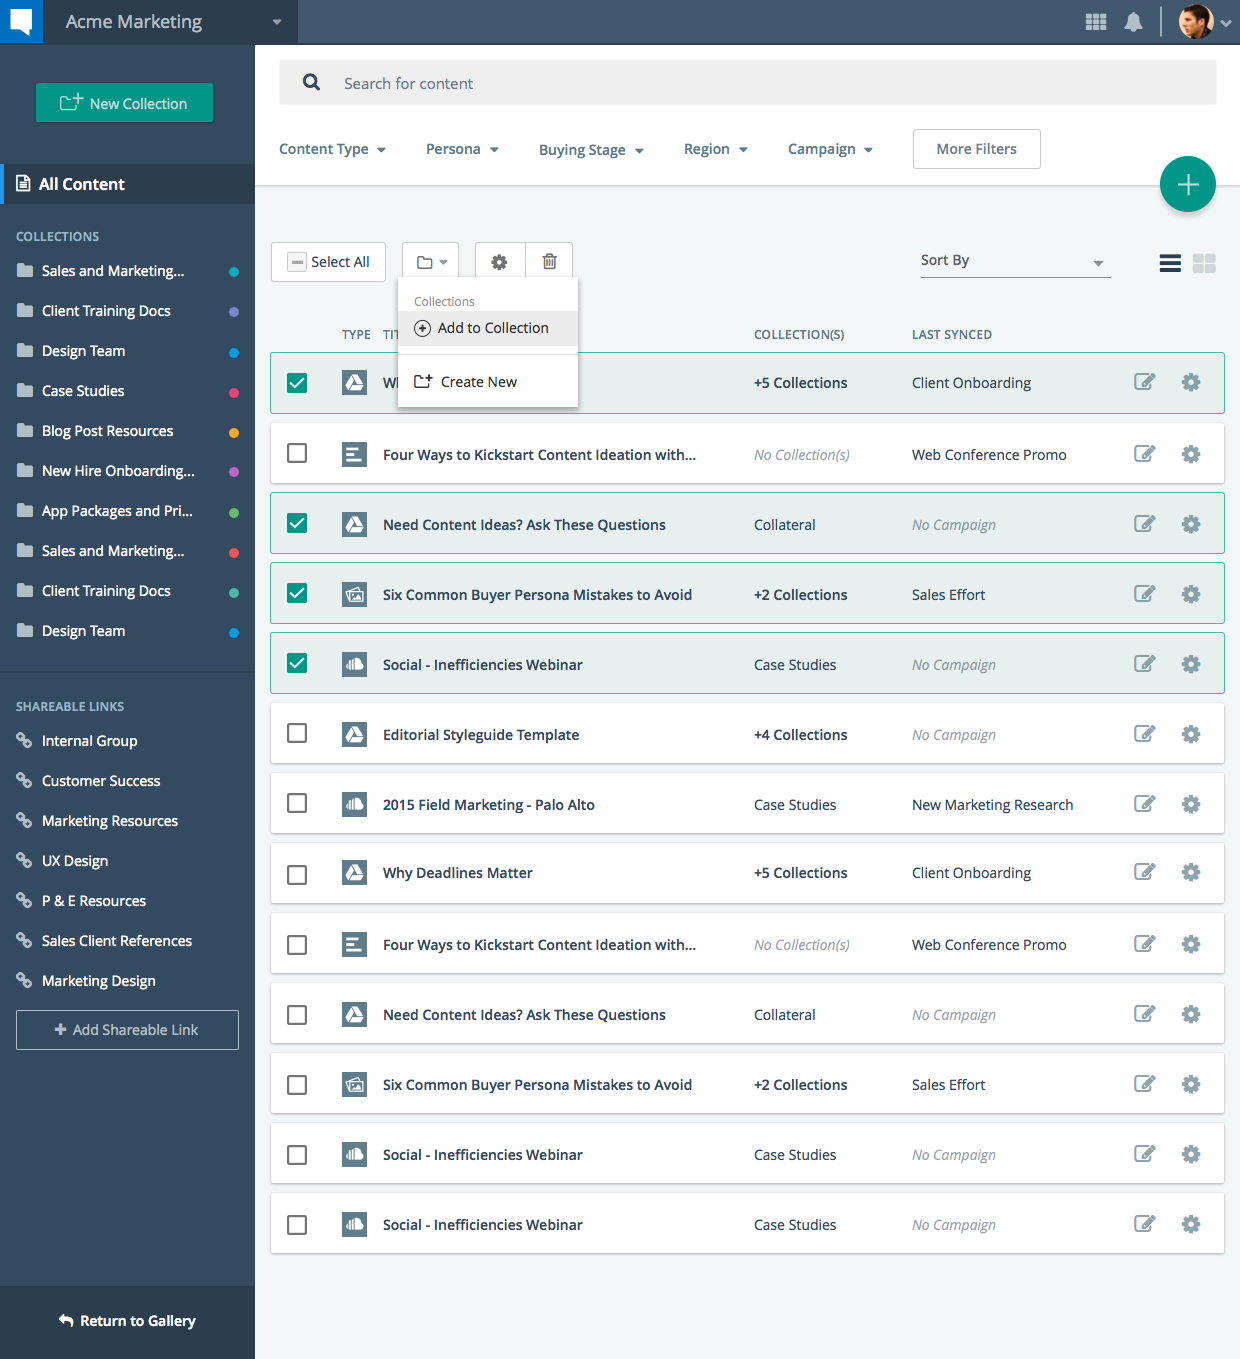 Acme Marketing
New Collection
Search for content
Content Type
Persona
Buying Stage
Region
Campaign
More Filters
All Content
COLLECTIONS
Sales and Marketing...
Client Training Docs
Design Team
Case Studies
Blog Post Resources
New Hire Onboarding...
App Packages and Pri...
Sales and Marketing...
Client Training Docs
Design Team
SHAREABLE LINKS
Internal Group
Customer Success
Marketing Resources
UX Design
P & E Resources
Sales Client References
Marketing Design
Add Shareable Link
Return to Gallery
Select All
Sort By
Collections
Add to Collection
Create New
TYPE COLLECTION(S) LAST SYNCED
+5 Collections Client Onboarding
Four Ways to Kickstart Content Ideation with... No Collection(s) Web Conference Promo
Need Content Ideas? Ask These Questions Collateral No Campaign
Six Common Buyer Persona Mistakes to Avoid +2 Collections Sales Effort
Social - Inefficiencies Webinar Case Studies No Campaign
Editorial Styleguide Template +4 Collections No Campaign
2015 Field Marketing - Palo Alto Case Studies New Marketing Research
Why Deadlines Matter +5 Collections Client Onboarding
Four Ways to Kickstart Content Ideation with... No Collection(s) Web Conference Promo
Need Content Ideas? Ask These Questions Collateral No Campaign
Six Common Buyer Persona Mistakes to Avoid +2 Collections Sales Effort
Social - Inefficiencies Webinar Case Studies No Campaign
Social - Inefficiencies Webinar Case Studies No Campaign